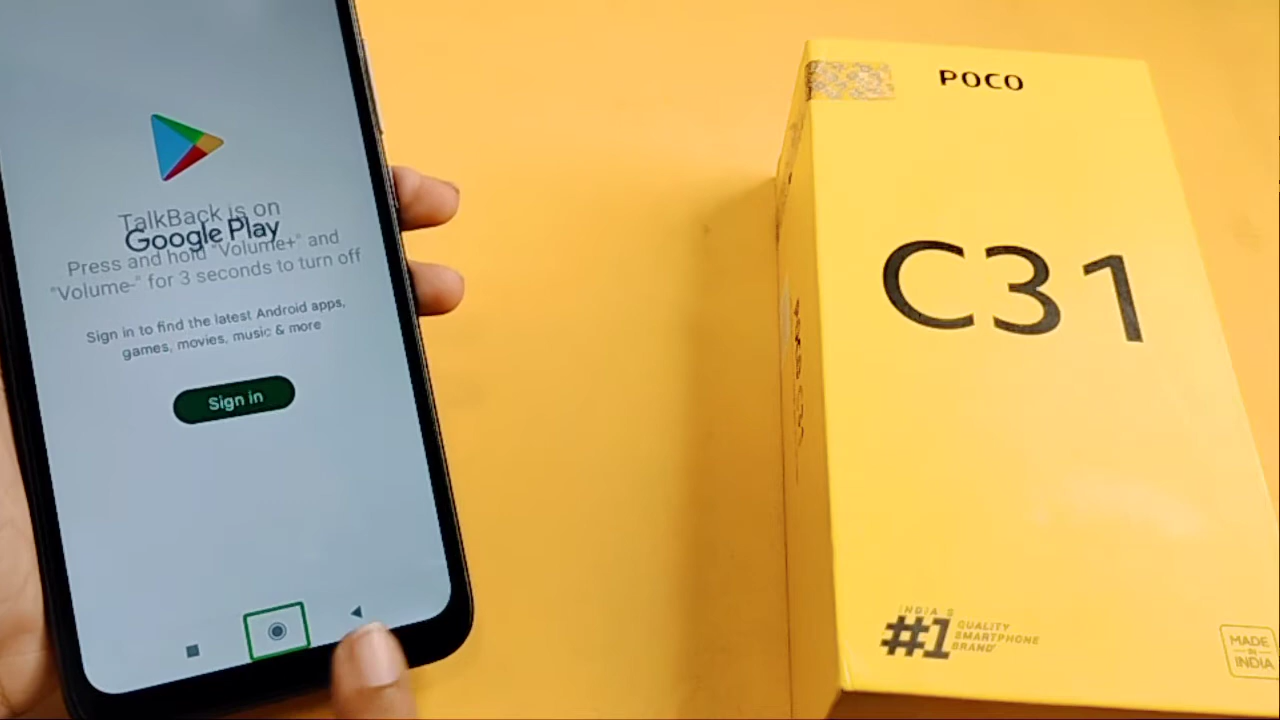 TalkBack is on
Google Play
Press and hold "Volume+" and
"Volume-" for 3 seconds to turn off
Sign in to find the latest Android apps,
games, movies, music & more
Sign in
POCO
C31
INDIA'S
#1 QUALITY
SMARTPHONE
BRAND*
MADE
IN
INDIA